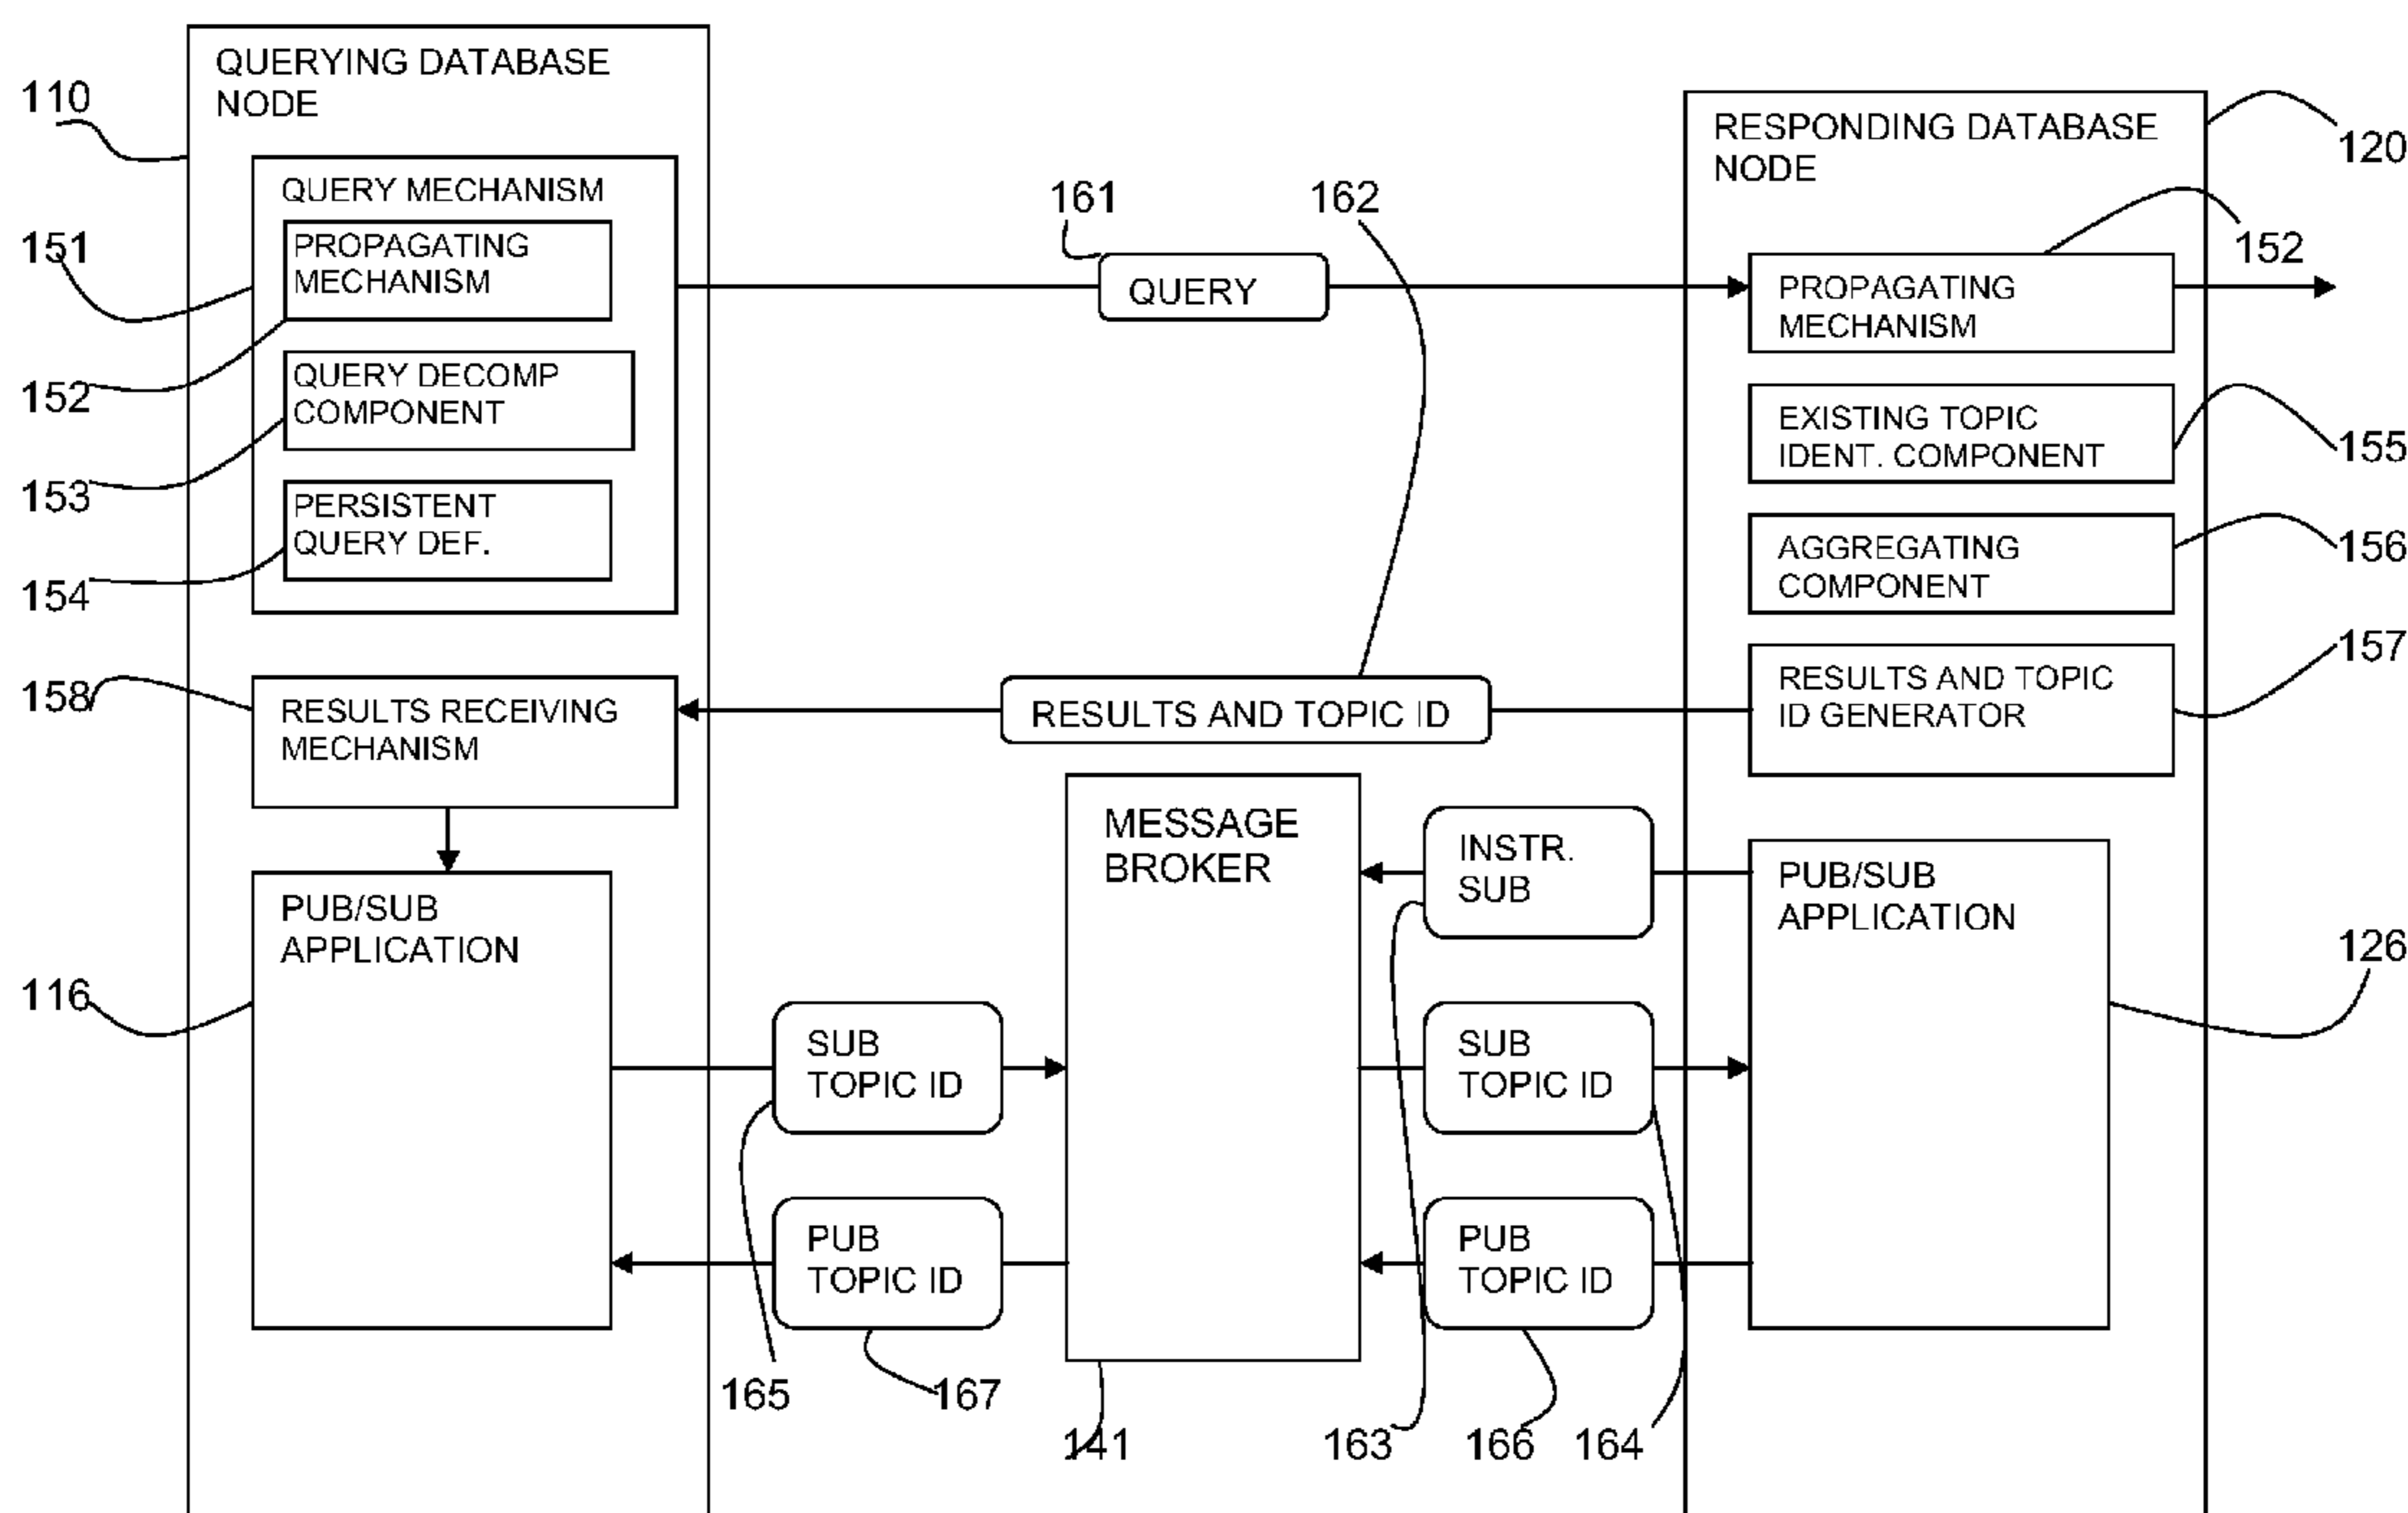 QUERYING DATABASE
NODE
110
QUERY MECHANISM
151
PROPAGATING
MECHANISM
152
QUERY DECOMP
COMPONENT
153
PERSISTENT
QUERY DEF.
154
158
RESULTS RECEIVING
MECHANISM
PUB/SUB
APPLICATION
116
161
QUERY
162
RESULTS AND TOPIC ID
MESSAGE
BROKER
INSTR.
SUB
SUB
TOPIC ID
SUB
TOPIC ID
PUB
TOPIC ID
PUB
TOPIC ID
165
167
141
163
166
164
RESPONDING DATABASE
NODE
120
152
PROPAGATING
MECHANISM
EXISTING TOPIC
IDENT. COMPONENT
155
AGGREGATING
COMPONENT
156
RESULTS AND TOPIC
ID GENERATOR
157
PUB/SUB
APPLICATION
126